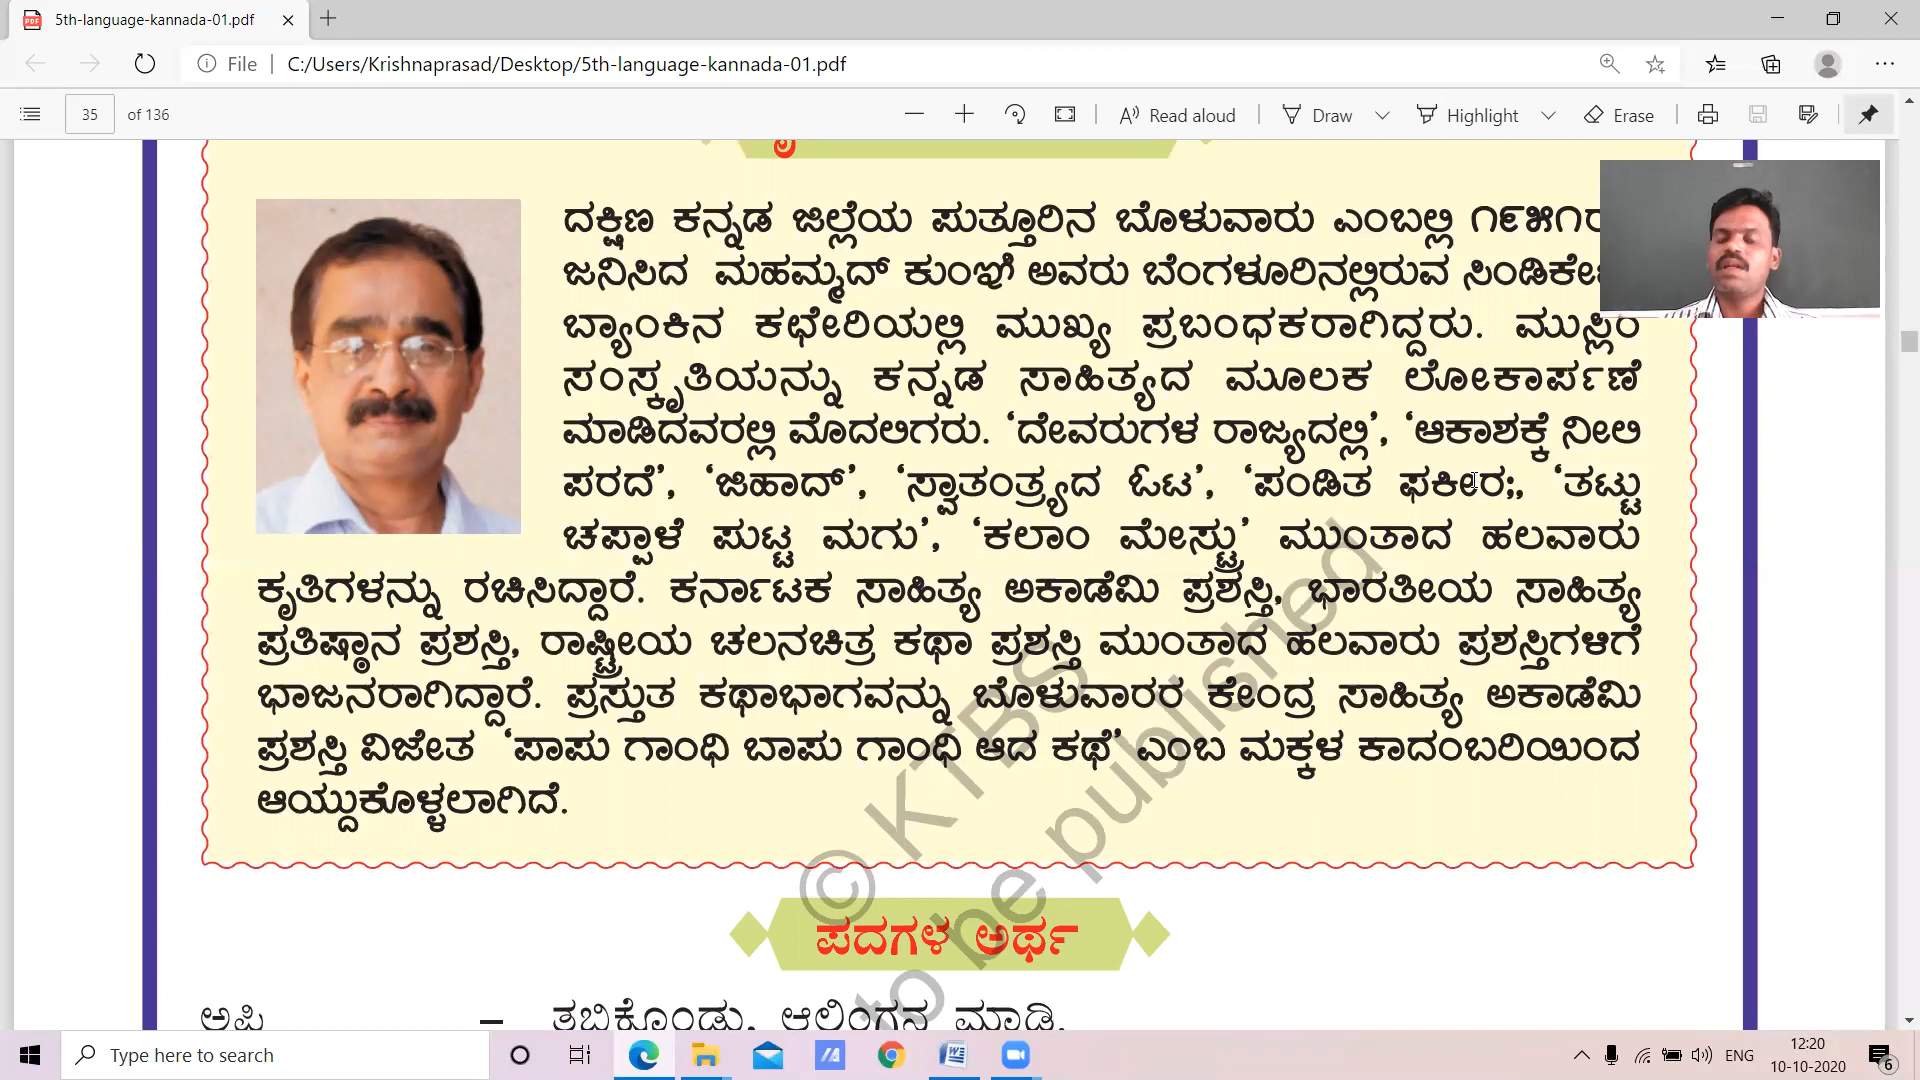 5th-language-kannada-01.pdf
File | C:/Users/Krishnaprasad/Desktop/5th-language-kannada-01.pdf
35 of 136 Read aloud Draw Highlight Erase
ದಕ್ಷಿಣ ಕನ್ನಡ ಜಿಲ್ಲೆಯ ಪುತ್ತೂರಿನ ಬೊಳುವಾರು ಎಂಬಲ್ಲಿ
ಜನಿಸಿದ ಮಹಮ್ಮದ್ ಕುಂಞಿ ಅವರು ಬೆಂಗಳೂರಿನಲ್ಲಿರುವ
ಬ್ಯಾಂಕಿನ ಕಛೇರಿಯಲ್ಲಿ ಮುಖ್ಯ ಪ್ರಬಂಧಕರಾಗಿದ್ದರು. ಮುಸ್ಲಿಂ
ಸಂಸ್ಕೃತಿಯನ್ನು ಕನ್ನಡ ಸಾಹಿತ್ಯದ ಮೂಲಕ ಲೋಕಾರ್ಪಣೆ
ಮಾಡಿದವರಲ್ಲಿ ಮೊದಲಿಗರು. ‘ದೇವರುಗಳ ರಾಜ್ಯದಲ್ಲಿ’, ‘ಆಕಾಶಕ್ಕೆ ನೀಲಿ
ಪರದೆ’, ‘ಜಿಹಾದ್’, ‘ಸ್ವಾತಂತ್ರ್ಯದ ಓಟ’, ‘ಪಂಡಿತ ಫಕೀರ;, ‘ತಟ್ಟು
ಚಪ್ಪಾಳೆ ಪುಟ್ಟ ಮಗು’, ‘ಕಲಾಂ ಮೇಸ್ಟ್ರು’ ಮುಂತಾದ ಹಲವಾರು
ಕೃತಿಗಳನ್ನು ರಚಿಸಿದ್ದಾರೆ. ಕರ್ನಾಟಕ ಸಾಹಿತ್ಯ ಅಕಾಡೆಮಿ ಪ್ರಶಸ್ತಿ, ಭಾರತೀಯ ಸಾಹಿತ್ಯ
ಪ್ರತಿಷ್ಠಾನ ಪ್ರಶಸ್ತಿ, ರಾಷ್ಟ್ರೀಯ ಚಲನಚಿತ್ರ ಕಥಾ ಪ್ರಶಸ್ತಿ ಮುಂತಾದ ಹಲವಾರು ಪ್ರಶಸ್ತಿಗಳಿಗೆ
ಭಾಜನರಾಗಿದ್ದಾರೆ. ಪ್ರಸ್ತುತ ಕಥಾಭಾಗವನ್ನು ಬೊಳುವಾರರ ಕೇಂದ್ರ ಸಾಹಿತ್ಯ ಅಕಾಡೆಮಿ
ಪ್ರಶಸ್ತಿ ವಿಜೇತ ‘ಪಾಪು ಗಾಂಧಿ ಬಾಪು ಗಾಂಧಿ ಆದ ಕಥೆ’ ಎಂಬ ಮಕ್ಕಳ ಕಾದಂಬರಿಯಿಂದ
ಆಯ್ದುಕೊಳ್ಳಲಾಗಿದೆ.
© KTBS
to be published
ಪದಗಳ ಅರ್ಥ
ಅಪ್ಪಿ – ತಬ್ಬಿಕೊಂಡು, ಆಲಿಂಗನ ಮಾಡಿ.
Type here to search
ENG
12:20
10-10-2020
6